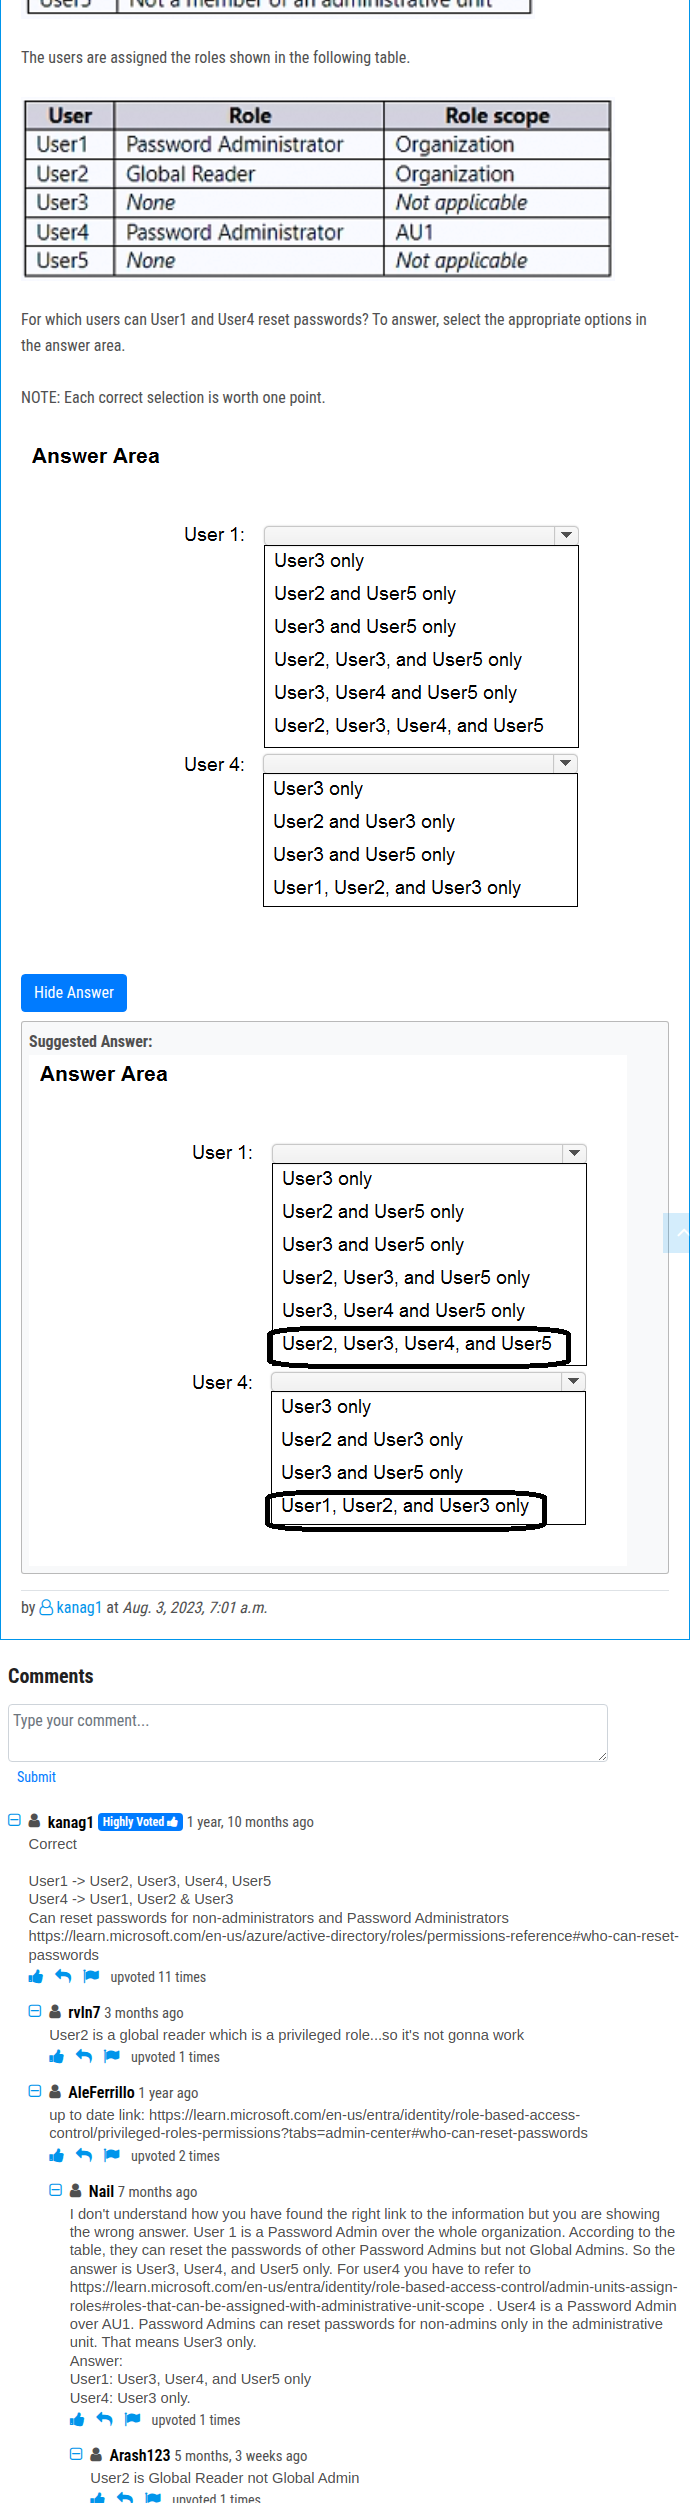 User5 Not a member of an administrative unit
The users are assigned the roles shown in the following table.
User Role Role scope
User1 Password Administrator Organization
User2 Global Reader Organization
User3 None Not applicable
User4 Password Administrator AU1
User5 None Not applicable
For which users can User1 and User4 reset passwords? To answer, select the appropriate options in
the answer area.
NOTE: Each correct selection is worth one point.
Answer Area
User 1:
User3 only
User2 and User5 only
User3 and User5 only
User2, User3, and User5 only
User3, User4 and User5 only
User2, User3, User4, and User5
User 4:
User3 only
User2 and User3 only
User3 and User5 only
User1, User2, and User3 only
Hide Answer
Suggested Answer:
Answer Area
User 1:
User3 only
User2 and User5 only
User3 and User5 only
User2, User3, and User5 only
User3, User4 and User5 only
User2, User3, User4, and User5
User 4:
User3 only
User2 and User3 only
User3 and User5 only
User1, User2, and User3 only
by kanag1 at Aug. 3, 2023, 7:01 a.m.
Comments
Type your comment...
Submit
kanag1 Highly Voted 1 year, 10 months ago
Correct
User1 -> User2, User3, User4, User5
User4 -> User1, User2 & User3
Can reset passwords for non-administrators and Password Administrators
https://learn.microsoft.com/en-us/azure/active-directory/roles/permissions-reference#who-can-reset-
passwords
upvoted 11 times
rvln7 3 months ago
User2 is a global reader which is a privileged role...so it's not gonna work
upvoted 1 times
AleFerrillo 1 year ago
up to date link: https://learn.microsoft.com/en-us/entra/identity/role-based-access-
control/privileged-roles-permissions?tabs=admin-center#who-can-reset-passwords
upvoted 2 times
Nail 7 months ago
I don't understand how you have found the right link to the information but you are showing
the wrong answer. User 1 is a Password Admin over the whole organization. According to the
table, they can reset the passwords of other Password Admins but not Global Admins. So the
answer is User3, User4, and User5 only. For user4 you have to refer to
https://learn.microsoft.com/en-us/entra/identity/role-based-access-control/admin-units-assign-
roles#roles-that-can-be-assigned-with-administrative-unit-scope . User4 is a Password Admin
over AU1. Password Admins can reset passwords for non-admins only in the administrative
unit. That means User3 only.
Answer:
User1: User3, User4, and User5 only
User4: User3 only.
upvoted 1 times
Arash123 5 months, 3 weeks ago
User2 is Global Reader not Global Admin
upvoted 1 times